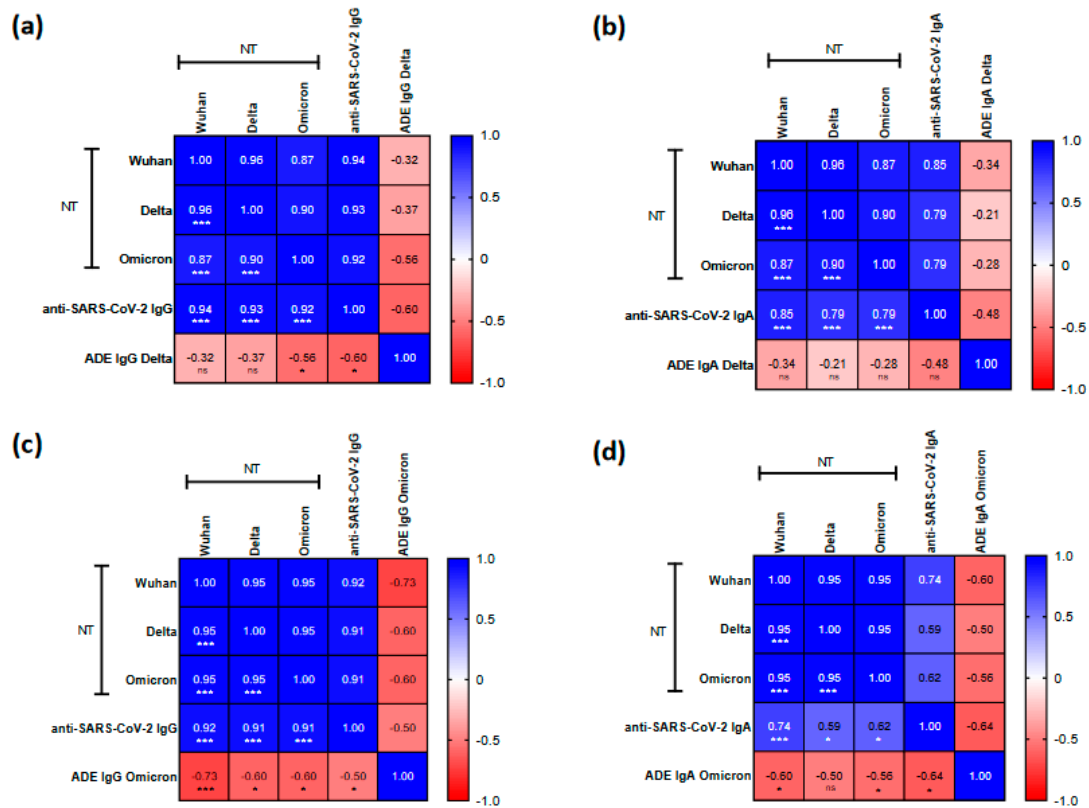 (a)
NT
Wuhan
Delta
Omicron
anti-SARS-CoV-2 IgG
ADE IgG Delta
NT
Wuhan 1.00 0.96 0.87 0.94 -0.32
Delta 0.96 1.00 0.90 0.93 -0.37
***
Omicron 0.87 0.90 1.00 0.92 -0.56
*** ***
anti-SARS-CoV-2 IgG 0.94 0.93 0.92 1.00 -0.60
*** *** ***
ADE IgG Delta -0.32 -0.37 -0.56 -0.60 1.00
ns ns * *
1.0
0.5
0
-0.5
-1.0
(b)
NT
Wuhan
Delta
Omicron
anti-SARS-CoV-2 IgA
ADE IgA Delta
NT
Wuhan 1.00 0.96 0.87 0.85 -0.34
Delta 0.96 1.00 0.90 0.79 -0.21
***
Omicron 0.87 0.90 1.00 0.79 -0.28
*** ***
anti-SARS-CoV-2 IgA 0.85 0.79 0.79 1.00 -0.48
*** *** ***
ADE IgA Delta -0.34 -0.21 -0.28 -0.48 1.00
ns ns ns ns
1.0
0.5
0
-0.5
-1.0
(c)
NT
Wuhan
Delta
Omicron
anti-SARS-CoV-2 IgG
ADE IgG Omicron
NT
Wuhan 1.00 0.95 0.95 0.92 -0.73
Delta 0.95 1.00 0.95 0.91 -0.60
***
Omicron 0.95 0.95 1.00 0.91 -0.60
*** ***
anti-SARS-CoV-2 IgG 0.92 0.91 0.91 1.00 -0.50
*** *** ***
ADE IgG Omicron -0.73 -0.60 -0.60 -0.50 1.00
*** * * *
1.0
0.5
0
-0.5
-1.0
(d)
NT
Wuhan
Delta
Omicron
anti-SARS-CoV-2 IgA
ADE IgA Omicron
NT
Wuhan 1.00 0.95 0.95 0.74 -0.60
Delta 0.95 1.00 0.95 0.59 -0.50
***
Omicron 0.95 0.95 1.00 0.62 -0.56
*** ***
anti-SARS-CoV-2 IgA 0.74 0.59 0.62 1.00 -0.64
*** * *
ADE IgA Omicron -0.60 -0.50 -0.56 -0.64 1.00
* ns * *
1.0
0.5
0
-0.5
-1.0